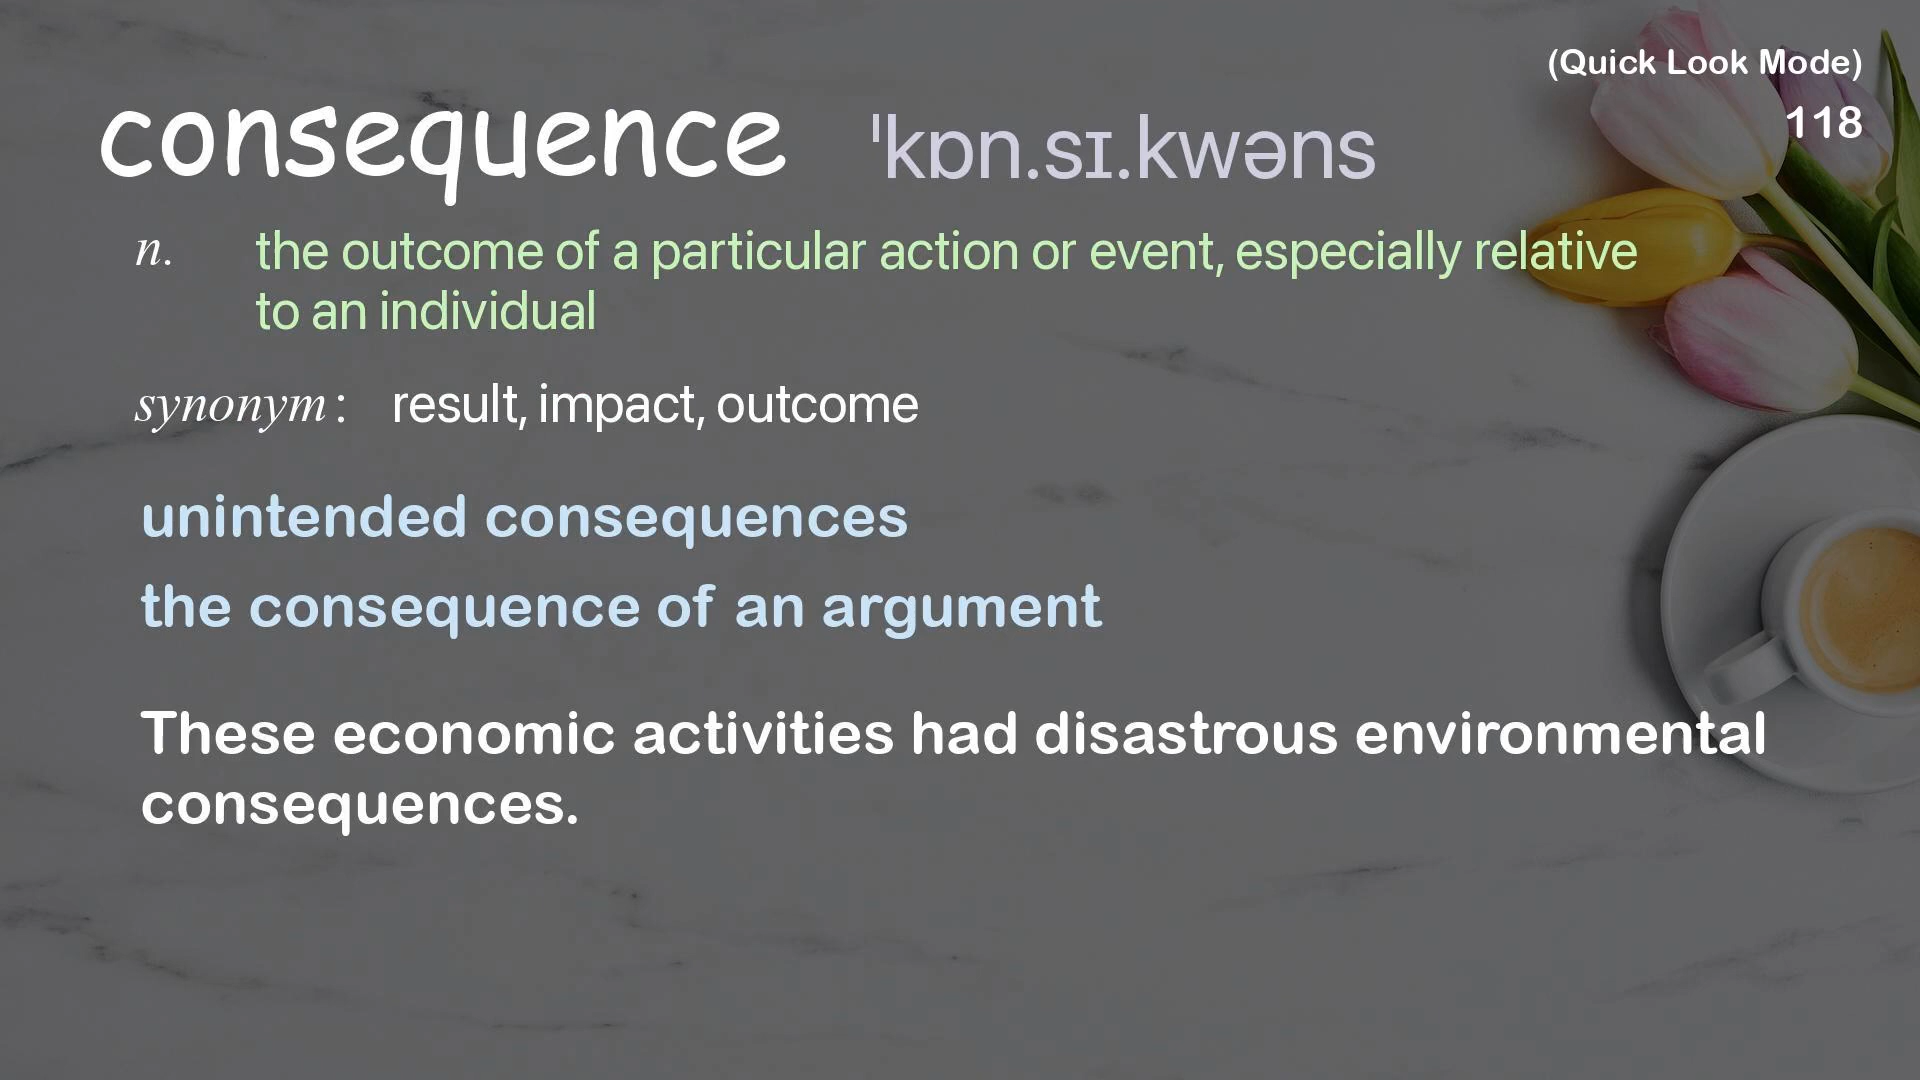 (Quick Look Mode)
118
consequence ˈkɒn.sɪ.kwəns
n. the outcome of a particular action or event, especially relative
to an individual
synonym: result, impact, outcome
unintended consequences
the consequence of an argument
These economic activities had disastrous environmental
consequences.